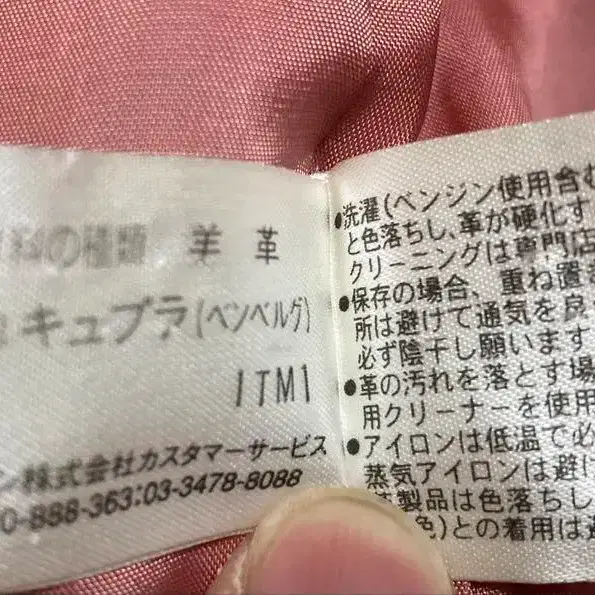 料の種類 羊 革
キュプラ(ベンベルグ)
ITM1
ン株式会社カスタマーサービス
0-888-363:03-3478-8088
●洗濯(ベンジン使用含む
と色落ちし、革が硬化す
クリーニングは専門店
●保存の場合、重ね置き
所は避けて通気を良
必ず陰干し願います
●革の汚れを落とす場
用クリーナーを使用
●アイロンは低温で必
蒸気アイロンは避け
製品は色落ちし
色)との着用は